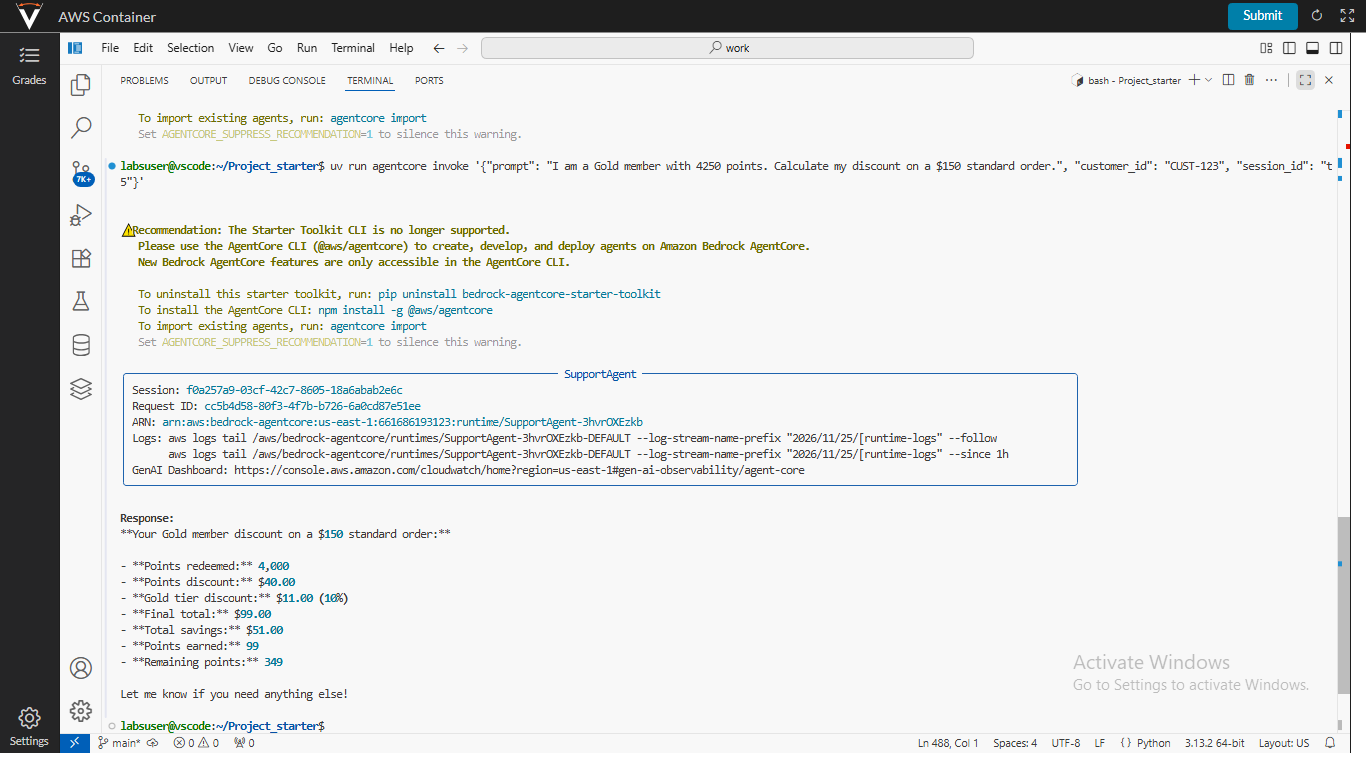 AWS Container
Submit
Grades
File Edit Selection View Go Run Terminal Help
work
PROBLEMS OUTPUT DEBUG CONSOLE TERMINAL PORTS
bash - Project_starter
7K+
To import existing agents, run: agentcore import
Set AGENTCORE_SUPPRESS_RECOMMENDATION=1 to silence this warning.
labsuser@vscode:~/Project_starter$ uv run agentcore invoke '{"prompt": "I am a Gold member with 4250 points. Calculate my discount on a $150 standard order.", "customer_id": "CUST-123", "session_id": "t
5"}'
Recommendation: The Starter Toolkit CLI is no longer supported.
Please use the AgentCore CLI (@aws/agentcore) to create, develop, and deploy agents on Amazon Bedrock AgentCore.
New Bedrock AgentCore features are only accessible in the AgentCore CLI.
To uninstall this starter toolkit, run: pip uninstall bedrock-agentcore-starter-toolkit
To install the AgentCore CLI: npm install -g @aws/agentcore
To import existing agents, run: agentcore import
Set AGENTCORE_SUPPRESS_RECOMMENDATION=1 to silence this warning.
SupportAgent
Session: f0a257a9-03cf-42c7-8605-18a6abab2e6c
Request ID: cc5b4d58-80f3-4f7b-b726-6a0cd87e51ee
ARN: arn:aws:bedrock-agentcore:us-east-1:661686193123:runtime/SupportAgent-3hvrOXEzkb
Logs: aws logs tail /aws/bedrock-agentcore/runtimes/SupportAgent-3hvrOXEzkb-DEFAULT --log-stream-name-prefix "2026/11/25/[runtime-logs" --follow
aws logs tail /aws/bedrock-agentcore/runtimes/SupportAgent-3hvrOXEzkb-DEFAULT --log-stream-name-prefix "2026/11/25/[runtime-logs" --since 1h
GenAI Dashboard: https://console.aws.amazon.com/cloudwatch/home?region=us-east-1#gen-ai-observability/agent-core
Response:
**Your Gold member discount on a $150 standard order:**
- **Points redeemed:** 4,000
- **Points discount:** $40.00
- **Gold tier discount:** $11.00 (10%)
- **Final total:** $99.00
- **Total savings:** $51.00
- **Points earned:** 99
- **Remaining points:** 349
Let me know if you need anything else!
labsuser@vscode:~/Project_starter$
Activate Windows
Go to Settings to activate Windows.
Settings
main* 0 0 0 Ln 488, Col 1 Spaces: 4 UTF-8 LF {} Python 3.13.2 64-bit Layout: US